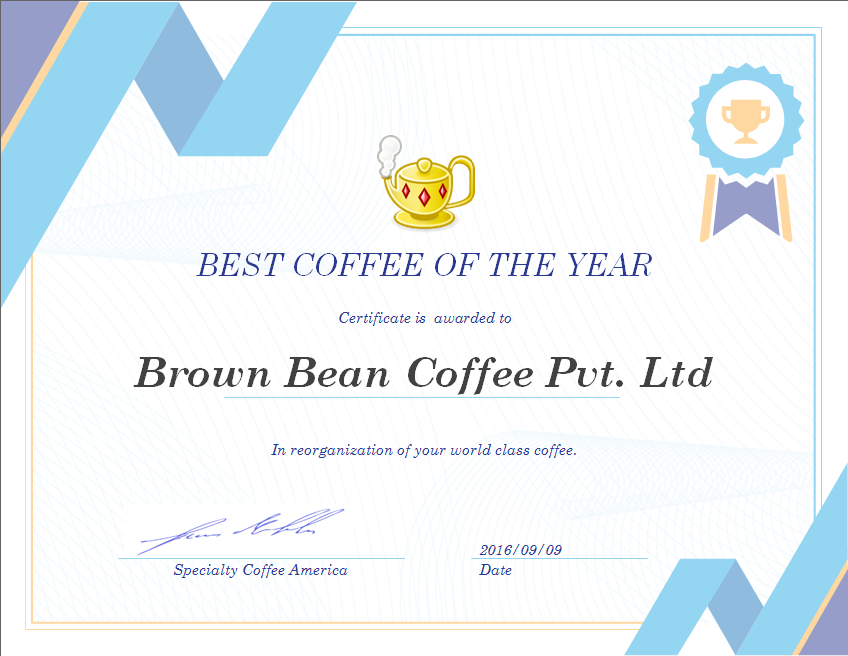 BEST COFFEE OF THE YEAR
Certificate is awarded to
Brown Bean Coffee Pvt. Ltd
In reorganization of your world class coffee.
2016/09/09
Specialty Coffee America
Date